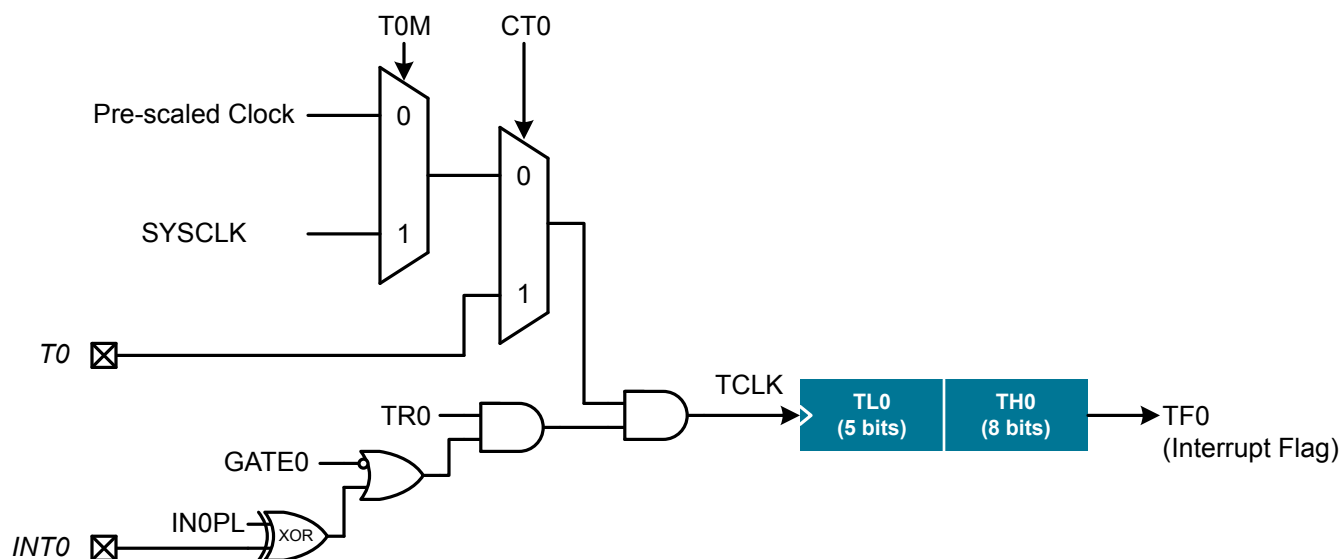 T0M
CT0
Pre-scaled Clock
0
0
SYSCLK
1
1
T0
TCLK
TL0
(5 bits)
TH0
(8 bits)
TF0
(Interrupt Flag)
TR0
GATE0
IN0PL
XOR
INT0